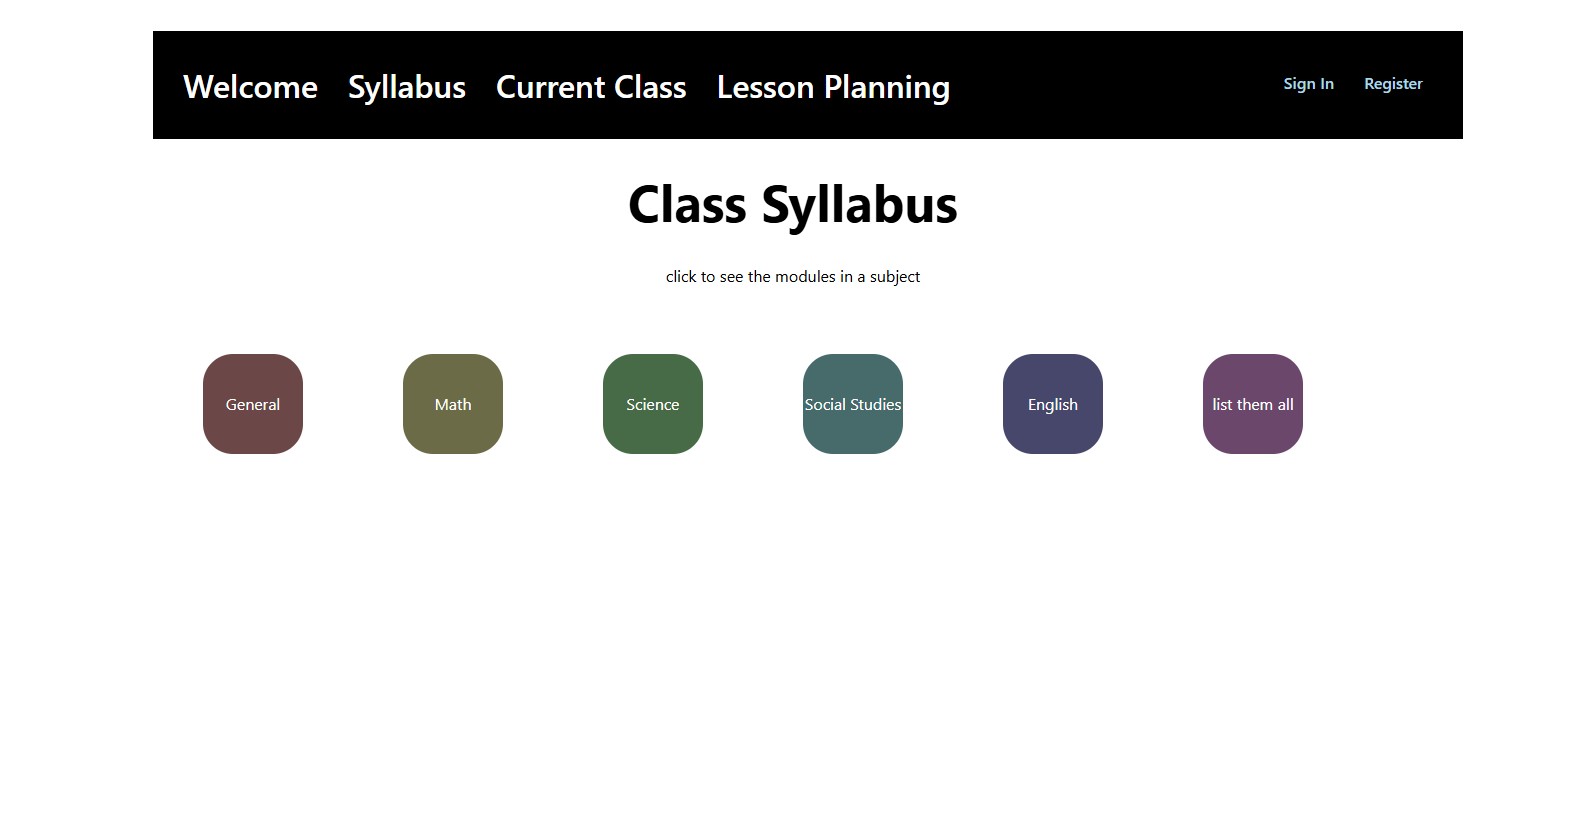 Welcome Syllabus Current Class Lesson Planning Sign In Register
Class Syllabus
click to see the modules in a subject
General Math Science Social Studies English list them all